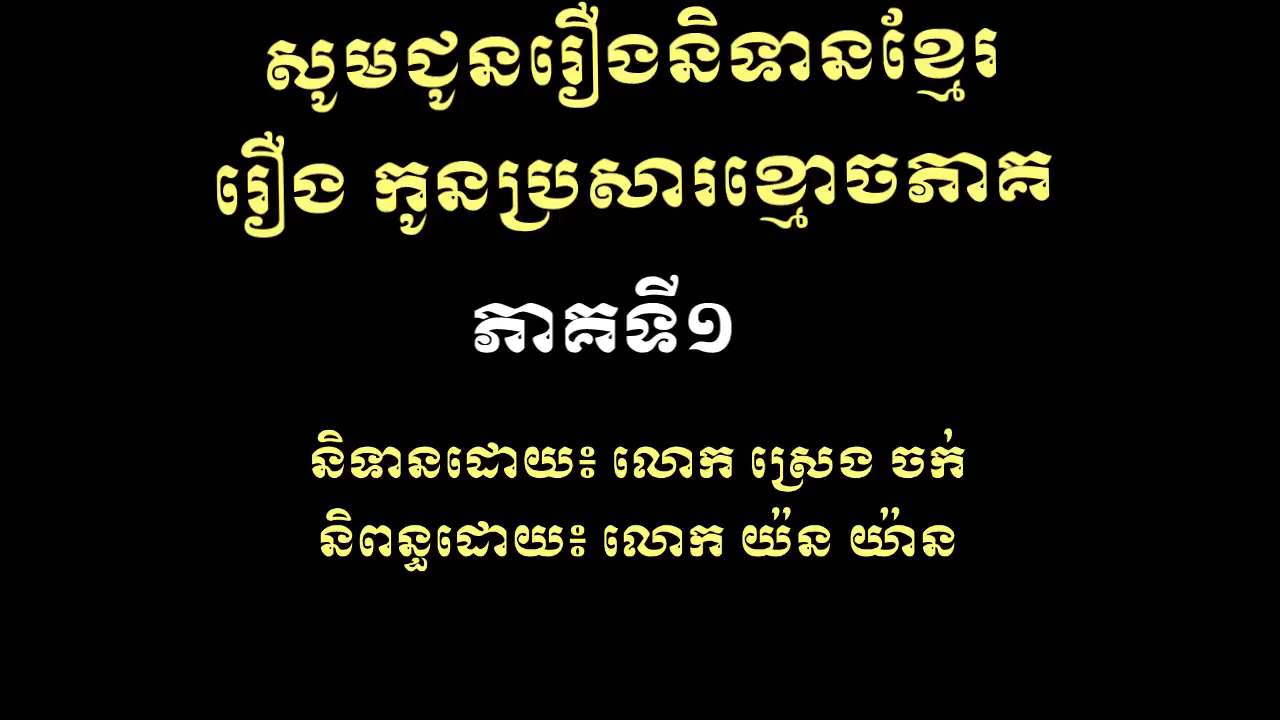 សូមជូនរឿងនិទានខ្មែរ
រឿង កូនប្រសារខ្មោចភាគ
ភាគទី១
និទានដោយ៖ លោក ស្រេង ចក់
និពន្ធដោយ៖ លោក យ៉ន យ៉ាន